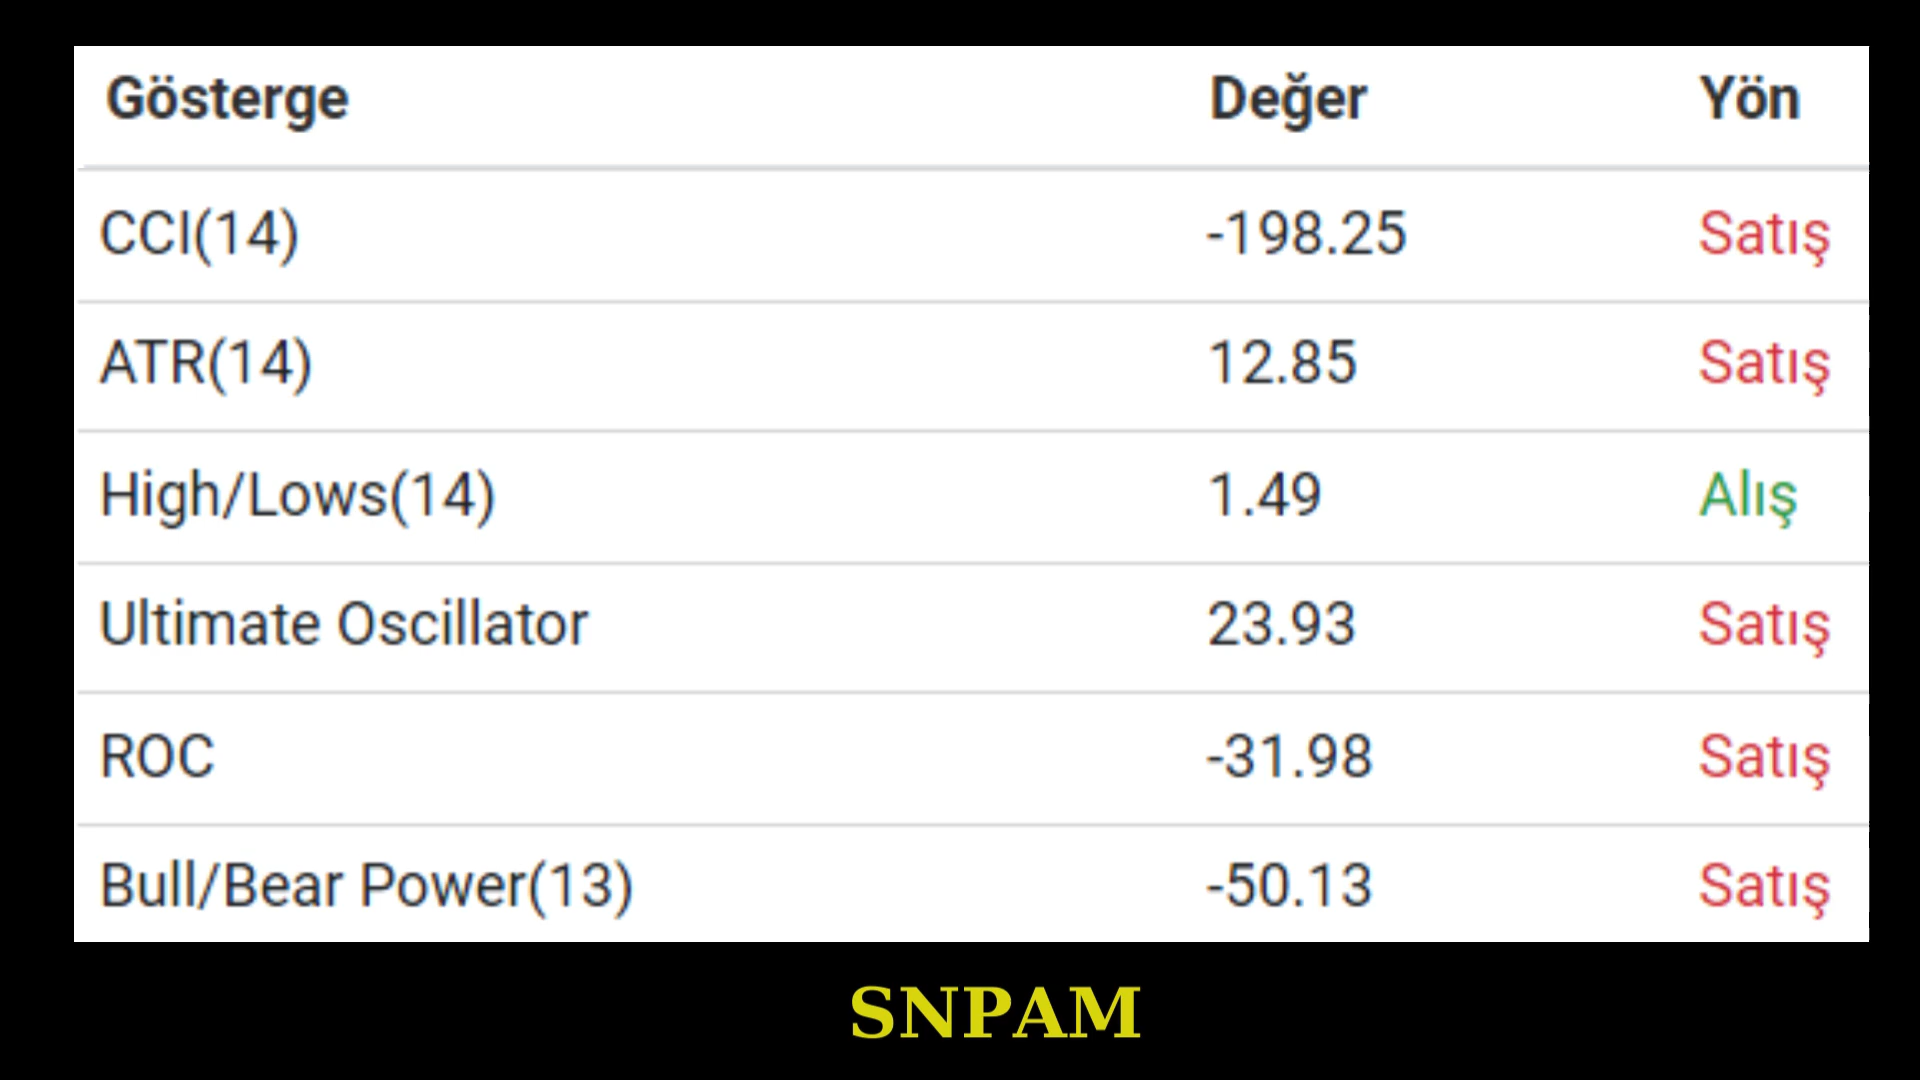 Gösterge Değer Yön
CCI(14) -198.25 Satış
ATR(14) 12.85 Satış
High/Lows(14) 1.49 Alış
Ultimate Oscillator 23.93 Satış
ROC -31.98 Satış
Bull/Bear Power(13) -50.13 Satış
SNPAM